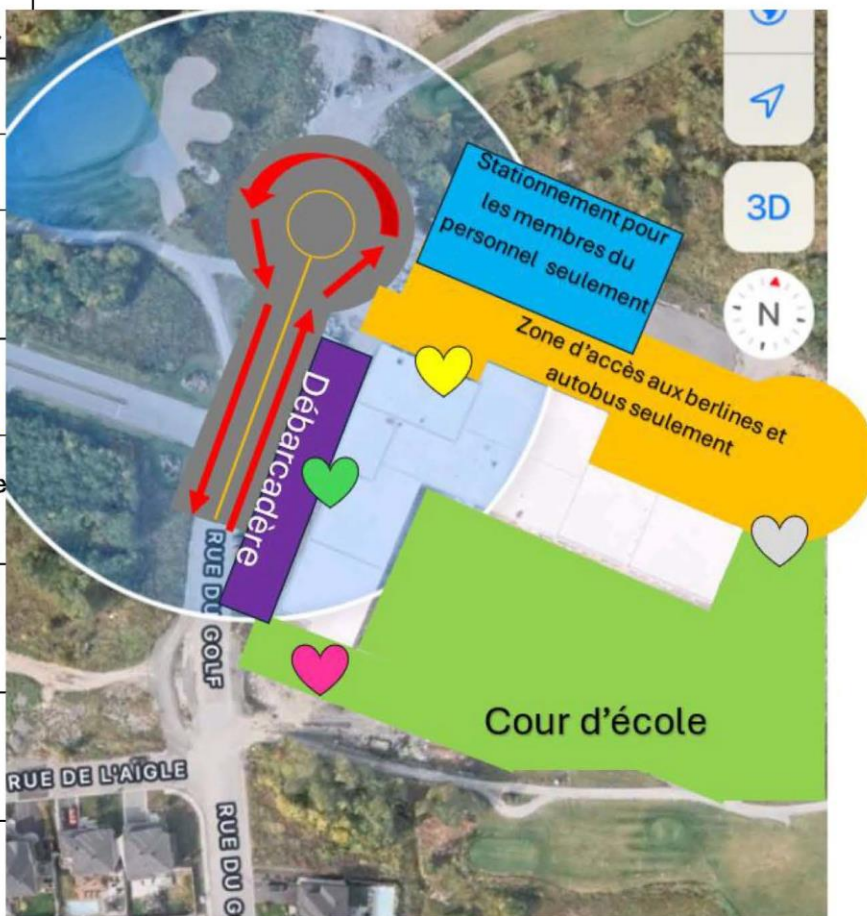 3D
N
Stationnement pour
les membres du
personnel seulement
Zone d'accès aux berlines et
autobus seulement
Débarcadère
RUE DU GOLF
Cour d'école
RUE DE L'AIGLE
RUE DU G
e